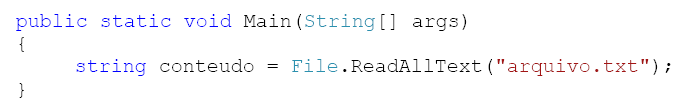 public static void Main(String[] args)
{
string conteudo = File.ReadAllText("arquivo.txt");
}